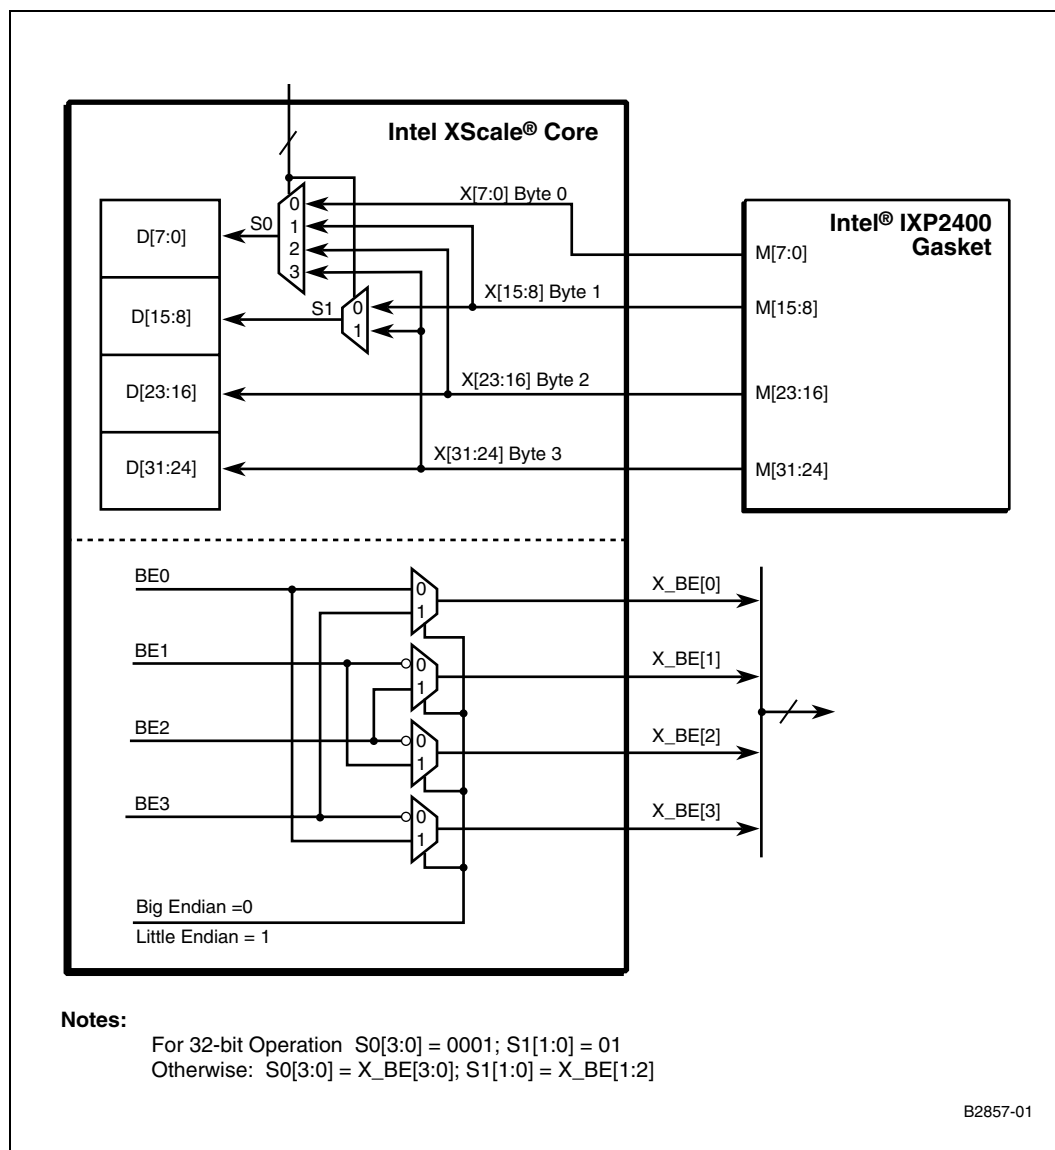 Intel XScale® Core
X[7:0] Byte 0
Intel® IXP2400
Gasket
S0
0
1
2
3
D[7:0]
M[7:0]
X[15:8] Byte 1
S1
0
1
D[15:8]
M[15:8]
D[23:16]
X[23:16] Byte 2
M[23:16]
D[31:24]
X[31:24] Byte 3
M[31:24]
BE0
0
1
X_BE[0]
BE1
0
1
X_BE[1]
BE2
0
1
X_BE[2]
BE3
0
1
X_BE[3]
Big Endian =0
Little Endian = 1
Notes:
For 32-bit Operation S0[3:0] = 0001; S1[1:0] = 01
Otherwise: S0[3:0] = X_BE[3:0]; S1[1:0] = X_BE[1:2]
B2857-01